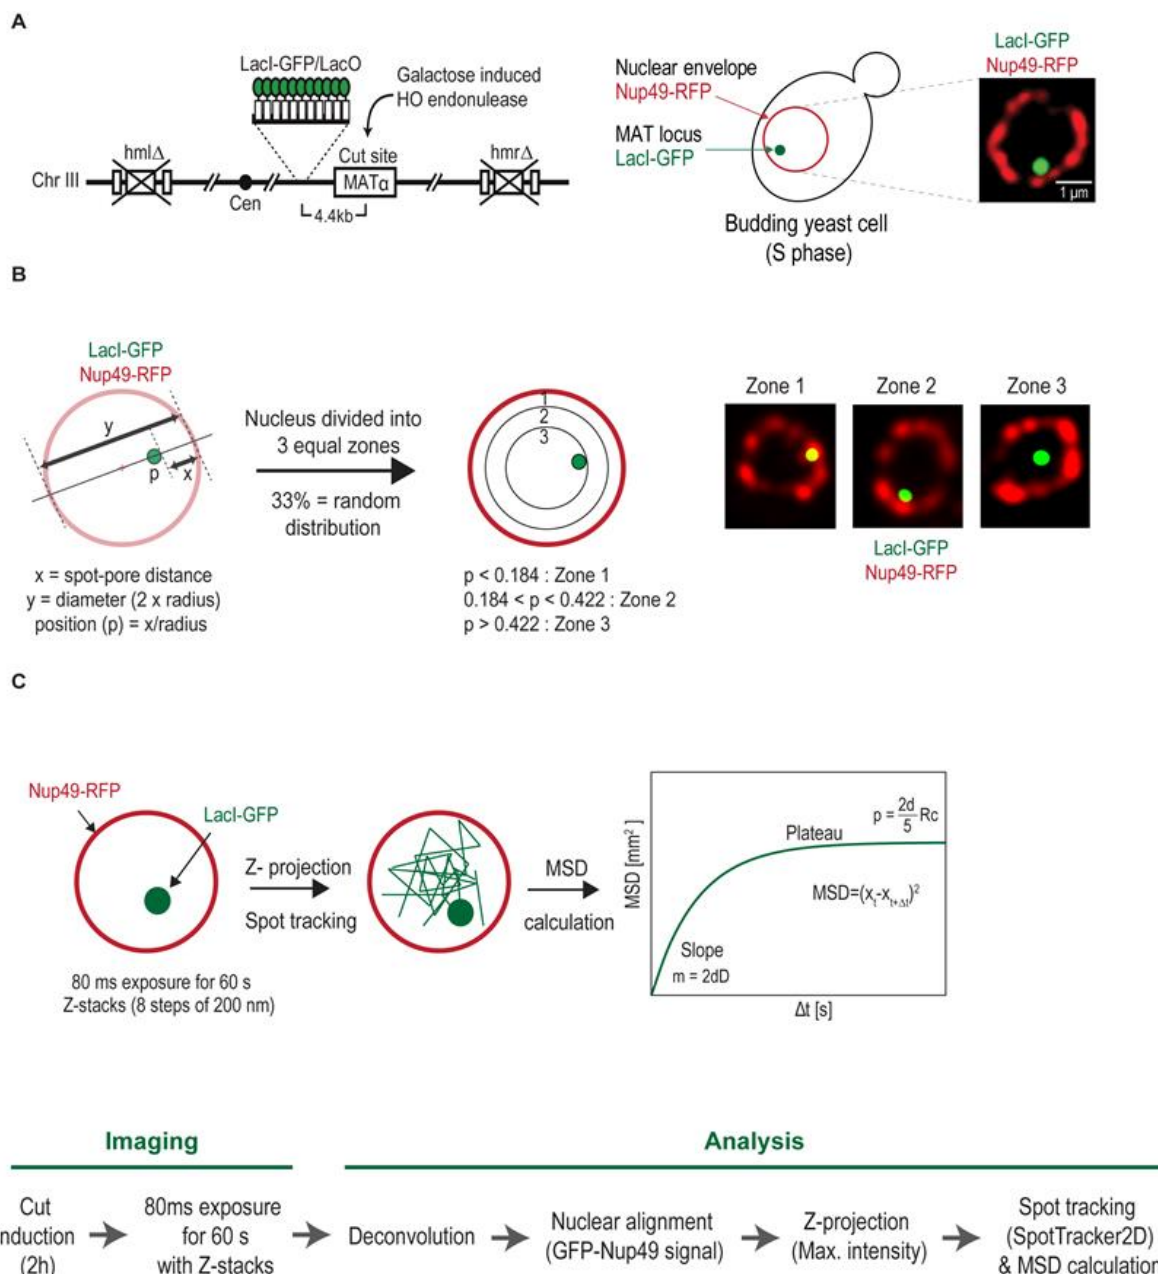 A
LacI-GFP/LacO
Galactose induced
HO endonulease
hmlΔ
Cut site
hmrΔ
Chr III
MATα
Cen
4.4kb
Nuclear envelope
Nup49-RFP
MAT locus
LacI-GFP
Budding yeast cell
(S phase)
LacI-GFP
Nup49-RFP
1 µm
B
LacI-GFP
Nup49-RFP
y
p
x
x = spot-pore distance
y = diameter (2 x radius)
position (p) = x/radius
Nucleus divided into
3 equal zones
33% = random
distribution
1
2
3
p < 0.184 : Zone 1
0.184 < p < 0.422 : Zone 2
p > 0.422 : Zone 3
Zone 1
Zone 2
Zone 3
LacI-GFP
Nup49-RFP
C
Nup49-RFP
LacI-GFP
80 ms exposure for 60 s
Z-stacks (8 steps of 200 nm)
Z- projection
Spot tracking
MSD
calculation
MSD [mm²]
Plateau
p = 2d/5 Rc
MSD=(xₜ-xₜ₊Δₜ)²
Slope
m = 2dD
Δt [s]
Imaging
Analysis
Cut
nduction
(2h)
80ms exposure
for 60 s
with Z-stacks
Deconvolution
Nuclear alignment
(GFP-Nup49 signal)
Z-projection
(Max. intensity)
Spot tracking
(SpotTracker2D)
& MSD calculation